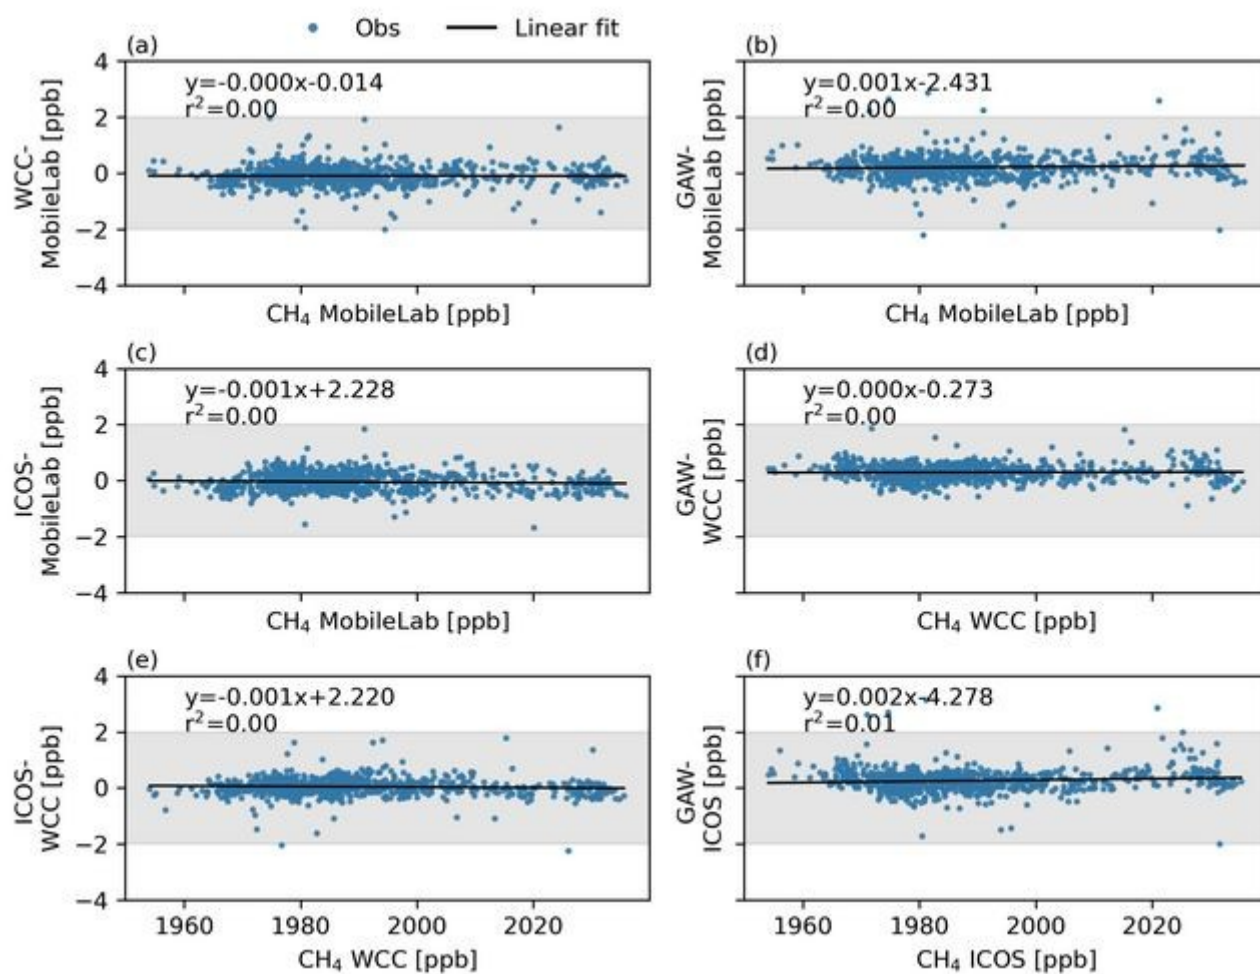 Obs Linear fit
(a)
y=-0.000x-0.014
r²=0.00
WCC-
MobileLab [ppb]
4
2
0
−2
−4
CH₄ MobileLab [ppb]
(b)
y=0.001x-2.431
r²=0.00
GAW-
MobileLab [ppb]
CH₄ MobileLab [ppb]
(c)
y=-0.001x+2.228
r²=0.00
ICOS-
MobileLab [ppb]
4
2
0
−2
−4
CH₄ MobileLab [ppb]
(d)
y=0.000x-0.273
r²=0.00
GAW-
WCC [ppb]
CH₄ WCC [ppb]
(e)
y=-0.001x+2.220
r²=0.00
ICOS-
WCC [ppb]
4
2
0
−2
−4
1960 1980 2000 2020
CH₄ WCC [ppb]
(f)
y=0.002x-4.278
r²=0.01
GAW-
ICOS [ppb]
1960 1980 2000 2020
CH₄ ICOS [ppb]